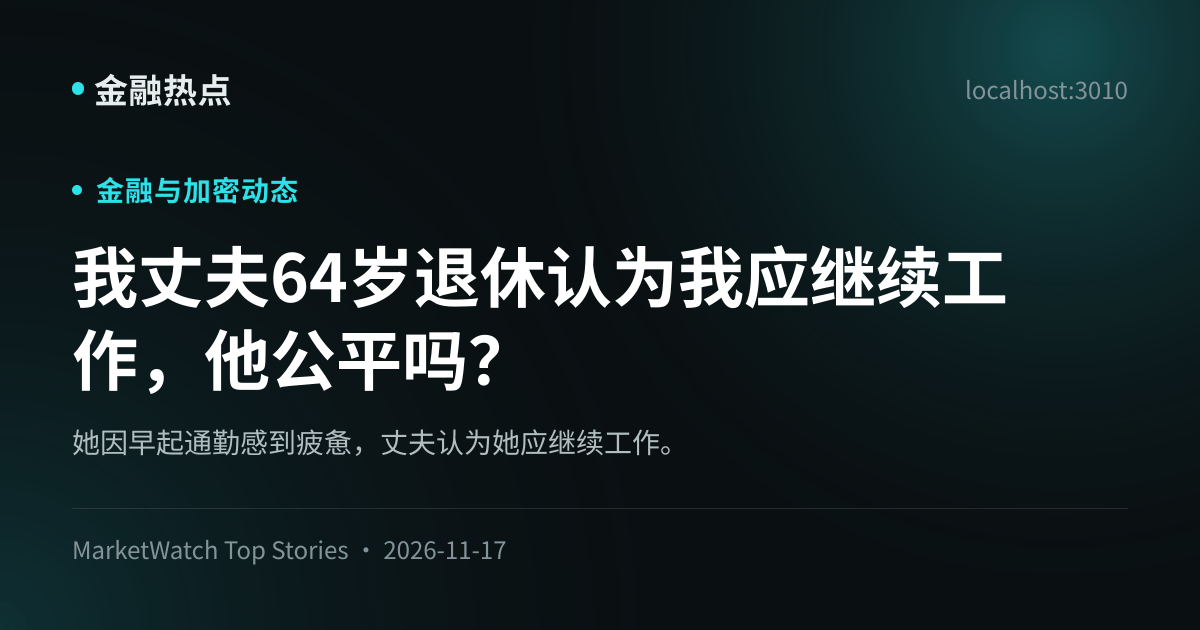 金融热点
localhost:3010
金融与加密动态
我丈夫64岁退休认为我应继续工
作，他公平吗？
她因早起通勤感到疲惫，丈夫认为她应继续工作。
MarketWatch Top Stories • 2026-11-17